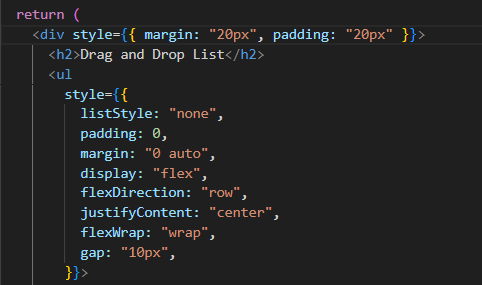 return (
<div style={{ margin: "20px", padding: "20px" }}>
<h2>Drag and Drop List</h2>
<ul
style={{
listStyle: "none",
padding: 0,
margin: "0 auto",
display: "flex",
flexDirection: "row",
justifyContent: "center",
flexWrap: "wrap",
gap: "10px",
}}>